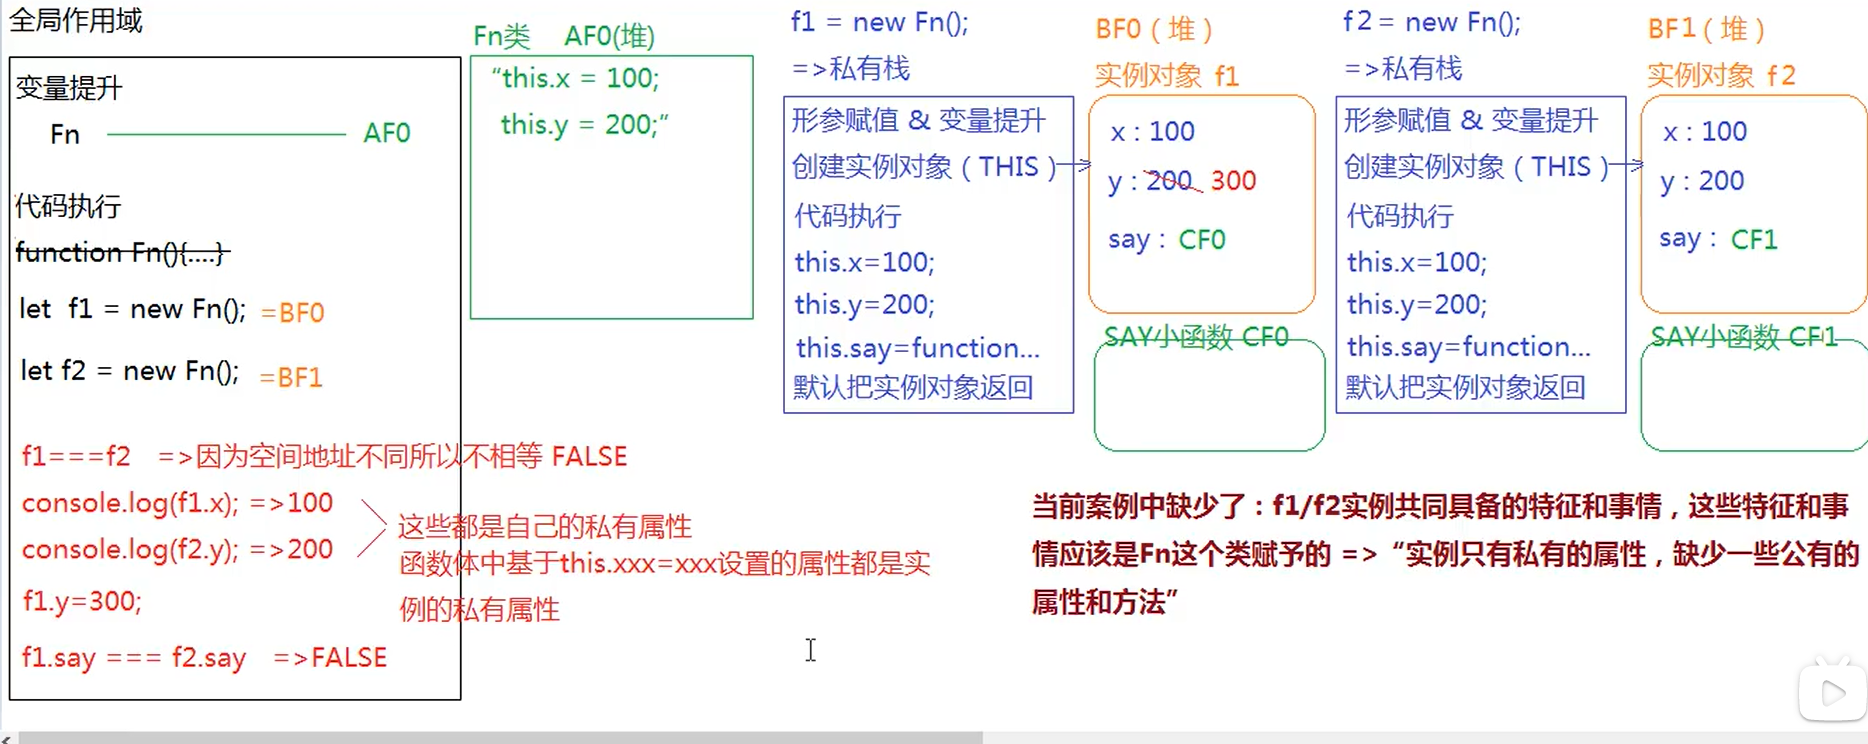 全局作用域
变量提升
Fn
AF0
代码执行
function Fn(){....}
let f1 = new Fn(); =BF0
let f2 = new Fn(); =BF1
f1===f2 =>因为空间地址不同所以不相等 FALSE
console.log(f1.x); =>100
console.log(f2.y); =>200
这些都是自己的私有属性
函数体中基于this.xxx=xxx设置的属性都是实
例的私有属性
f1.y=300;
f1.say === f2.say =>FALSE
Fn类 AF0(堆)
“this.x = 100;
this.y = 200;”
f1 = new Fn();
=>私有栈
形参赋值 & 变量提升
创建实例对象（THIS）
代码执行
this.x=100;
this.y=200;
this.say=function...
默认把实例对象返回
BF0（堆）
实例对象 f1
x : 100
y : 200 300
say : CF0
SAY小函数 CF0
f2 = new Fn();
=>私有栈
形参赋值 & 变量提升
创建实例对象（THIS）
代码执行
this.x=100;
this.y=200;
this.say=function...
默认把实例对象返回
BF1（堆）
实例对象 f2
x : 100
y : 200
say : CF1
SAY小函数 CF1
当前案例中缺少了：f1/f2实例共同具备的特征和事情，这些特征和事
情应该是Fn这个类赋予的 =>“实例只有私有的属性，缺少一些公有的
属性和方法”